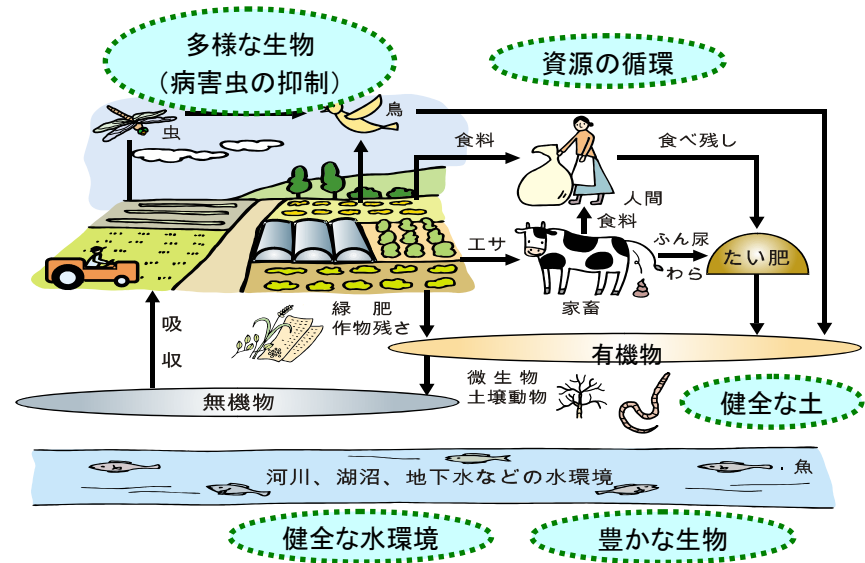 多様な生物
（病害虫の抑制）
資源の循環
虫
鳥
食料
食べ残し
人間
食料
エサ
ふん尿
わら
たい肥
家畜
吸
収
緑　肥
作物残さ
有機物
微生物
土壌動物
無機物
健全な土
河川、湖沼、地下水などの水環境
魚
健全な水環境
豊かな生物